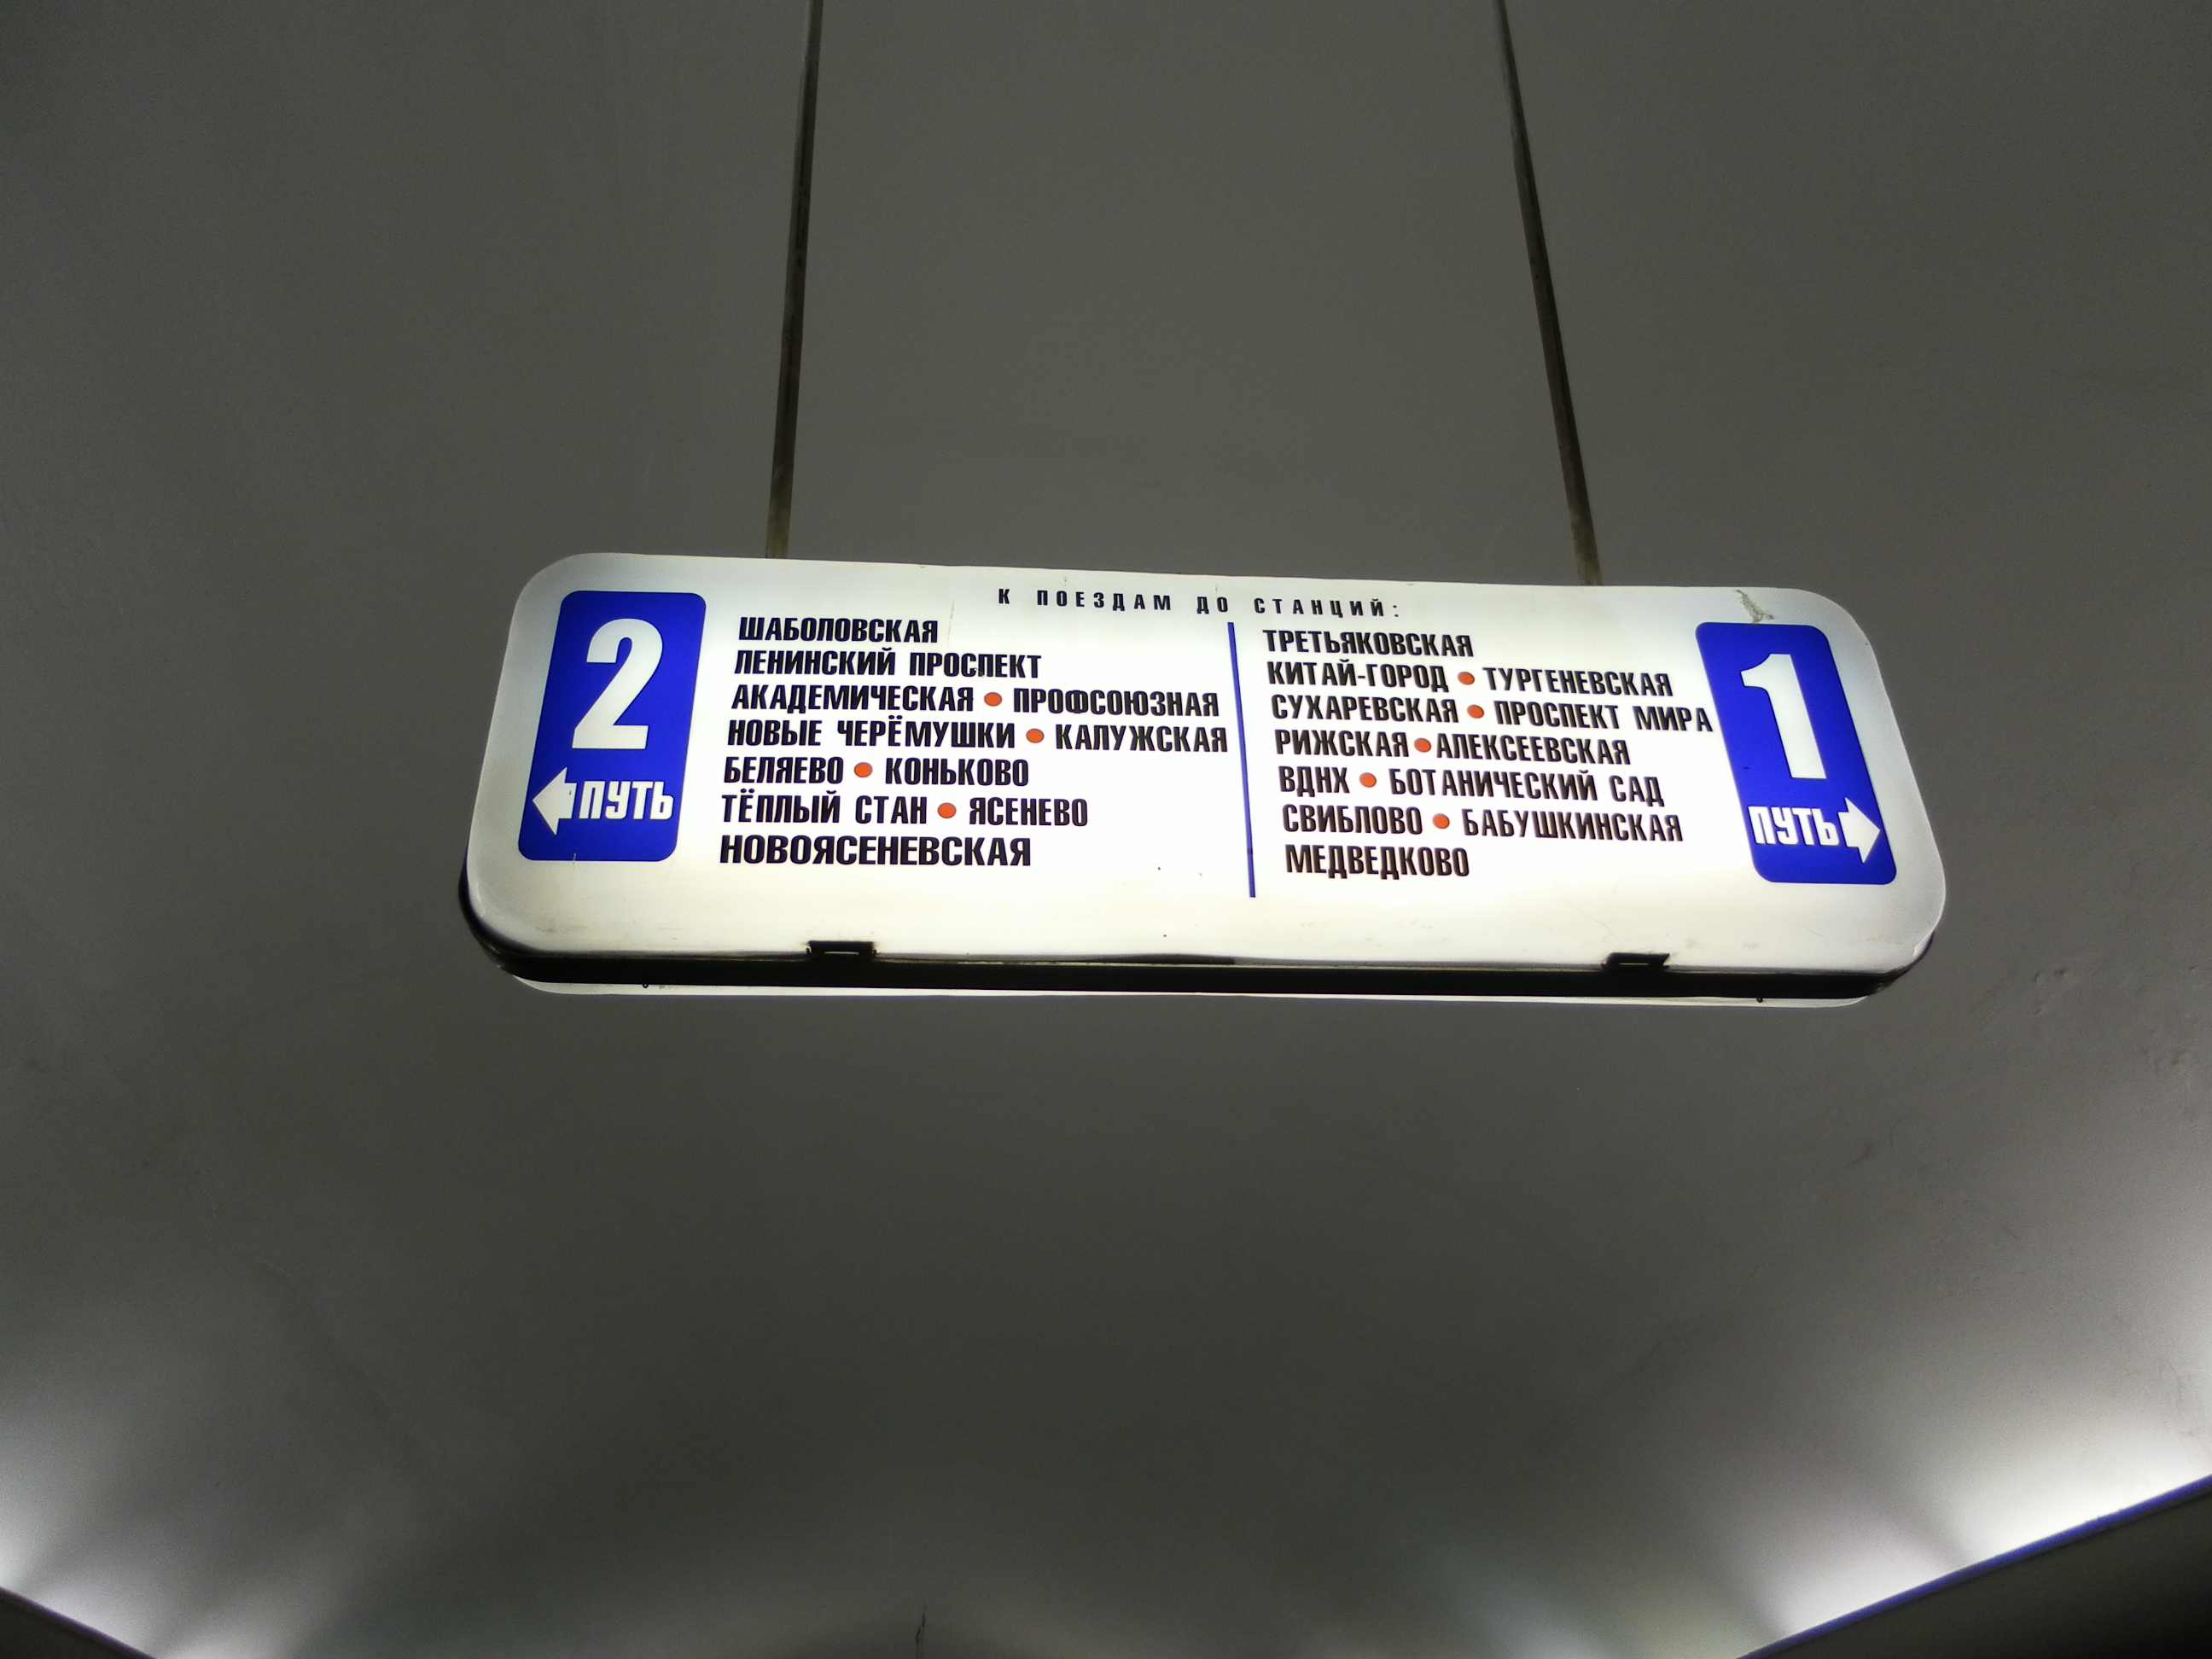 К ПОЕЗДАМ ДО СТАНЦИЙ:
2
ПУТЬ
ШАБОЛОВСКАЯ
ЛЕНИНСКИЙ ПРОСПЕКТ
АКАДЕМИЧЕСКАЯ • ПРОФСОЮЗНАЯ
НОВЫЕ ЧЕРЁМУШКИ • КАЛУЖСКАЯ
БЕЛЯЕВО • КОНЬКОВО
ТЁПЛЫЙ СТАН • ЯСЕНЕВО
НОВОЯСЕНЕВСКАЯ
ТРЕТЬЯКОВСКАЯ
КИТАЙ-ГОРОД • ТУРГЕНЕВСКАЯ
СУХАРЕВСКАЯ • ПРОСПЕКТ МИРА
РИЖСКАЯ • АЛЕКСЕЕВСКАЯ
ВДНХ • БОТАНИЧЕСКИЙ САД
СВИБЛОВО • БАБУШКИНСКАЯ
МЕДВЕДКОВО
1
ПУТЬ